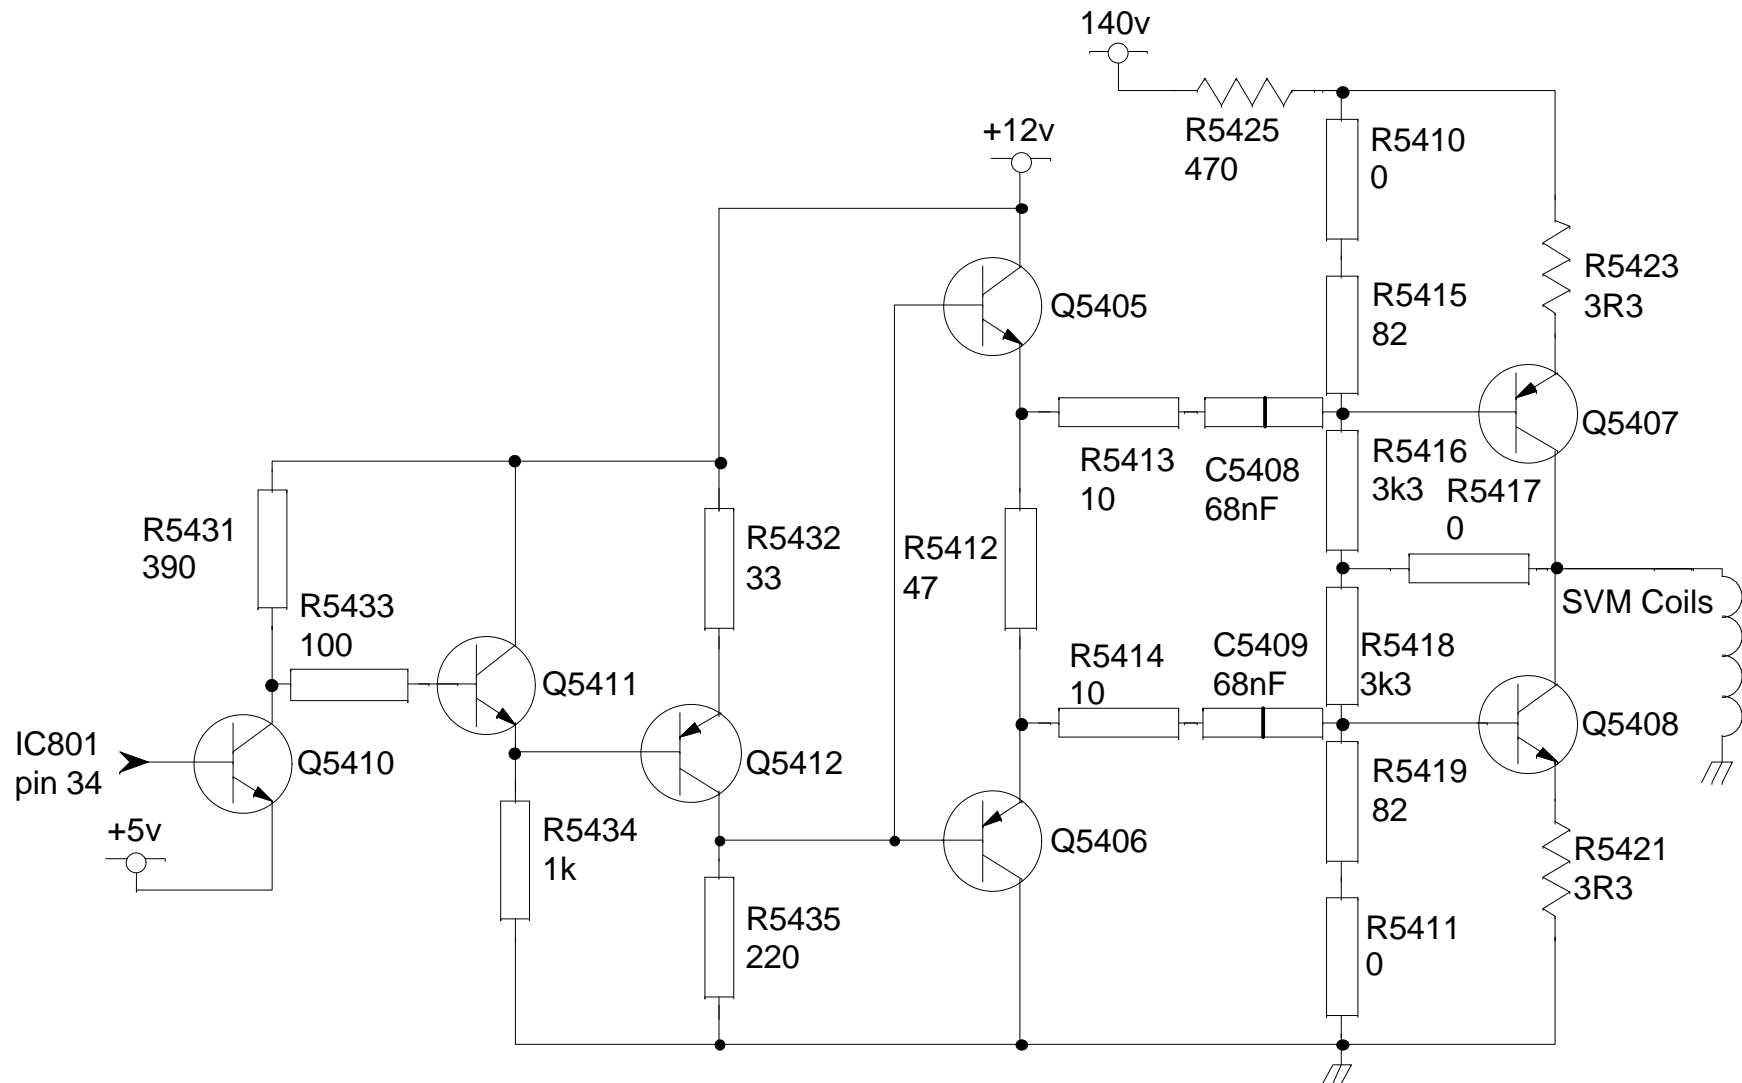 140v
R5425
470
R5410
0
+12v
R5423
3R3
R5415
82
Q5405
Q5407
R5413
10
C5408
68nF
R5416
3k3
R5417
0
R5431
390
R5432
33
R5412
47
R5433
100
SVM Coils
R5414
10
C5409
68nF
R5418
3k3
Q5411
Q5408
IC801
pin 34
Q5410
Q5412
R5419
82
+5v
R5434
1k
Q5406
R5421
3R3
R5435
220
R5411
0